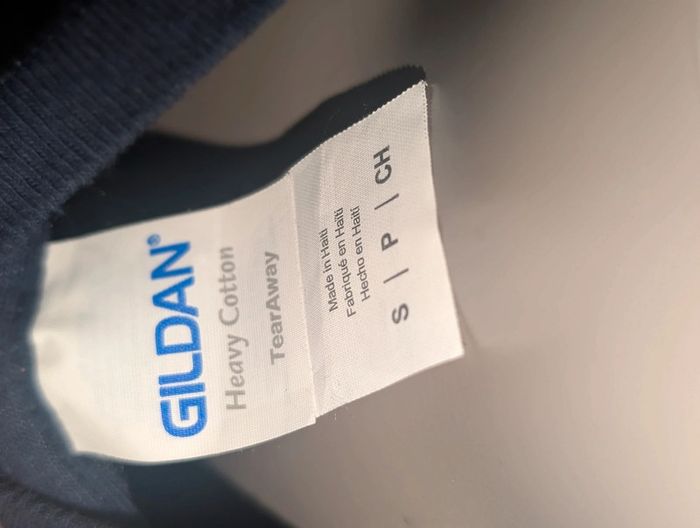 GILDAN®
Heavy Cotton
TearAway
Made in Haiti
Fabriqué en Haïti
Hecho en Haití
S | P | CH